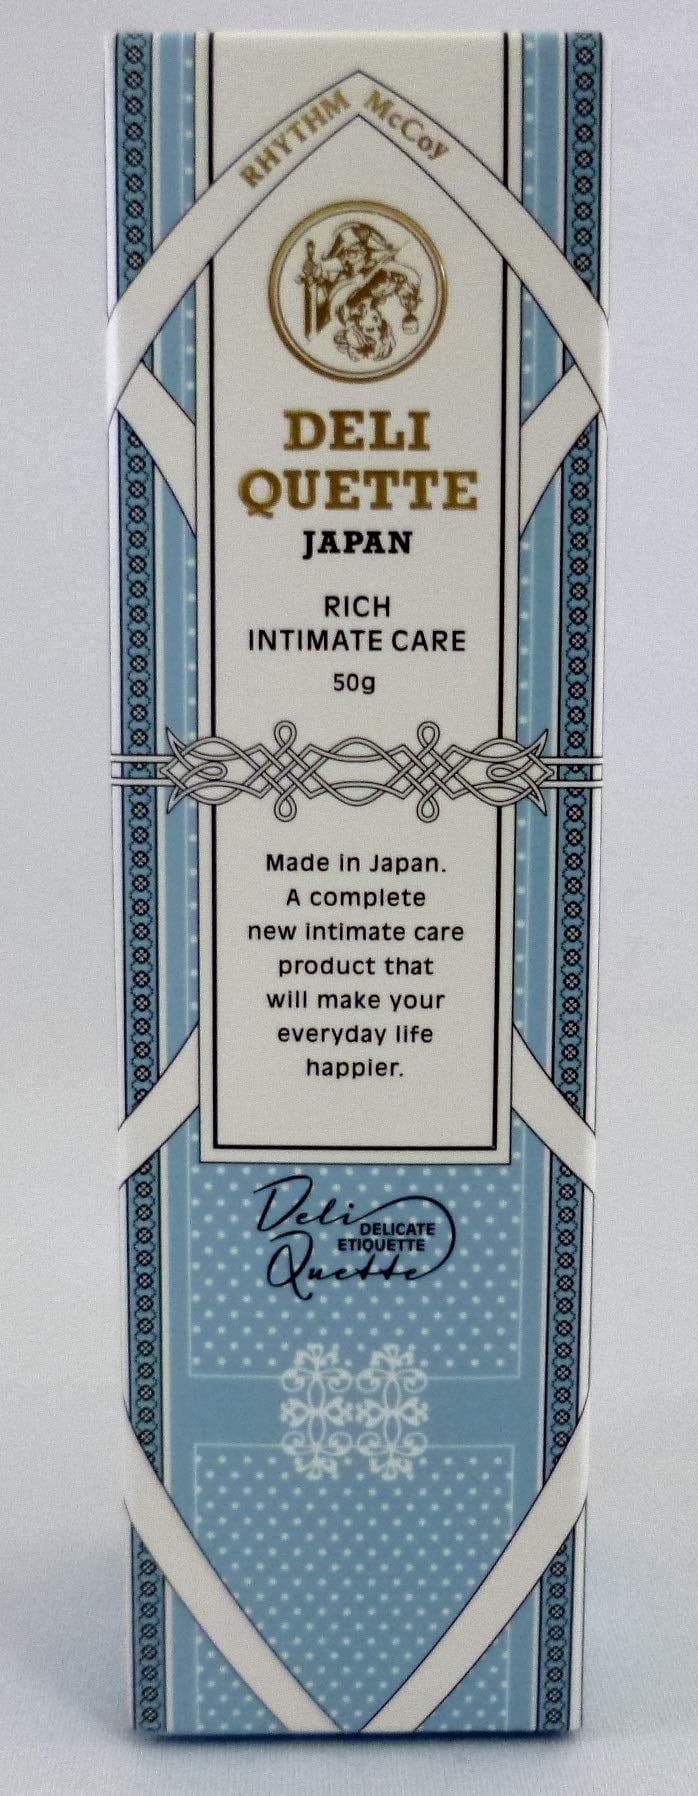 RHYTHM McCoy
DELI
QUETTE
JAPAN
RICH
INTIMATE CARE
50g
Made in Japan.
A complete
new intimate care
product that
will make your
everyday life
happier.
Deli
DELICATE
ETIQUETTE
Quette